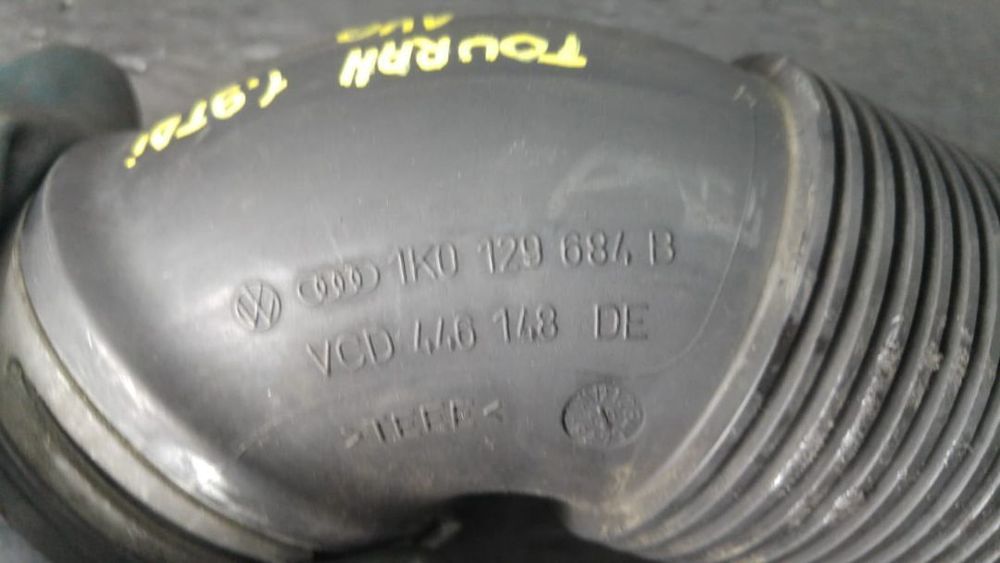 TOURAN 1.9TDi
1K0 129 684 B
VCD 446 148 DE
>TEEE<